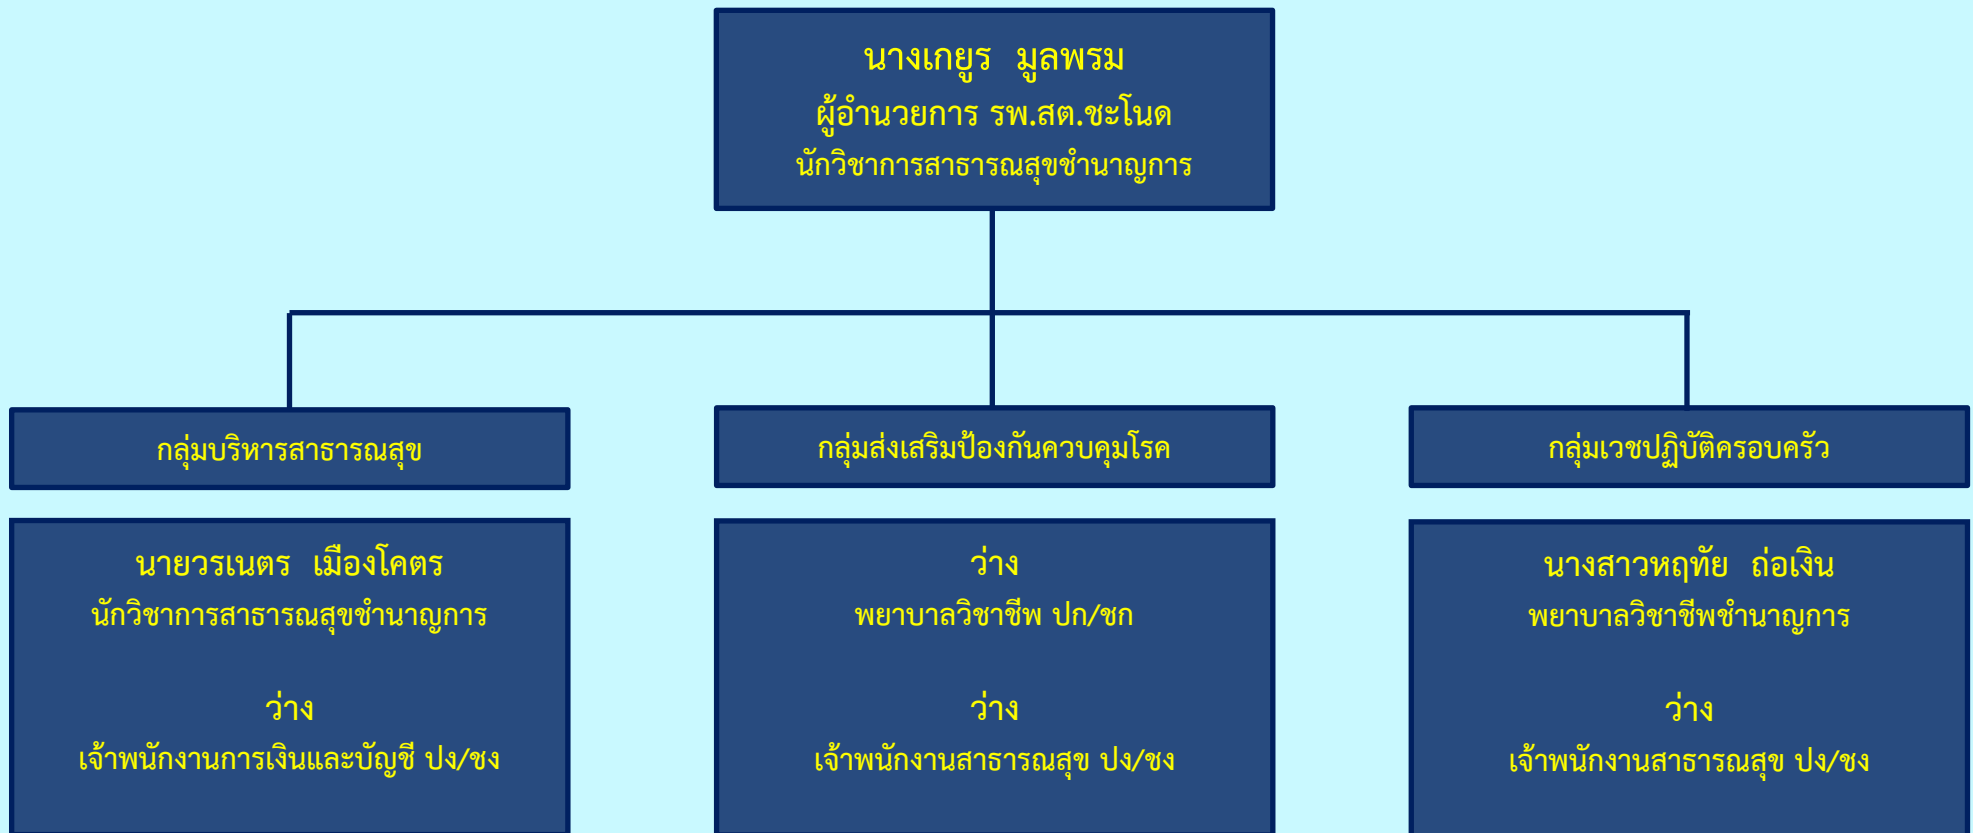 นางเกยูร  มูลพรม
ผู้อำนวยการ รพ.สต.ชะโนด
นักวิชาการสาธารณสุขชำนาญการ
กลุ่มบริหารสาธารณสุข
กลุ่มส่งเสริมป้องกันควบคุมโรค
กลุ่มเวชปฏิบัติครอบครัว
นายวรเนตร  เมืองโคตร
นักวิชาการสาธารณสุขชำนาญการ
ว่าง
เจ้าพนักงานการเงินและบัญชี ปง/ชง
ว่าง
พยาบาลวิชาชีพ ปก/ชก
ว่าง
เจ้าพนักงานสาธารณสุข ปง/ชง
นางสาวหฤทัย  ถ่อเงิน
พยาบาลวิชาชีพชำนาญการ
ว่าง
เจ้าพนักงานสาธารณสุข ปง/ชง